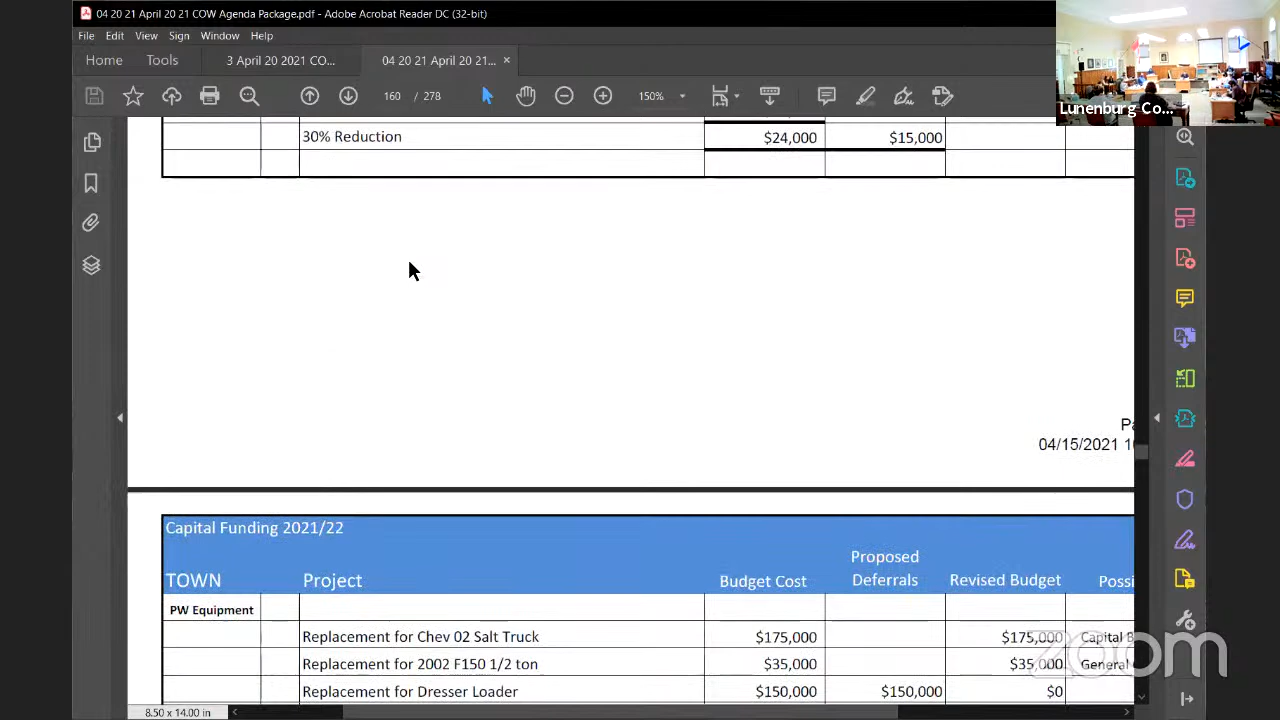 04 20 21 April 20 21 COW Agenda Package.pdf - Adobe Acrobat Reader DC (32-bit)
File Edit View Sign Window Help
Home Tools 3 April 20 2021 CO... 04 20 21 April 20 21... ×
160 / 278 150%
Lunenburg Co...
30% Reduction $24,000 $15,000
04/15/2021
Capital Funding 2021/22
TOWN Project Budget Cost Proposed Deferrals Revised Budget Possi
PW Equipment
Replacement for Chev 02 Salt Truck $175,000 $175,000 Capital
Replacement for 2002 F150 1/2 ton $35,000 $35,000 General
Replacement for Dresser Loader $150,000 $150,000 $0
zoom
8.50 x 14.00 in